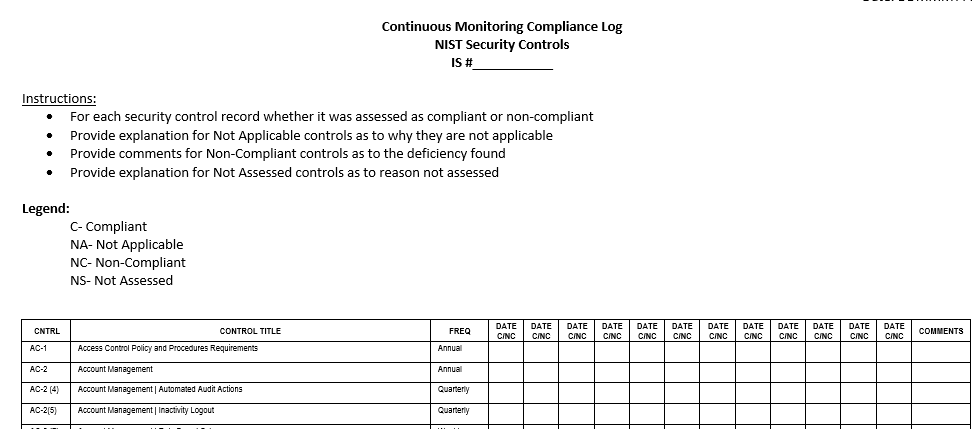 Continuous Monitoring Compliance Log
NIST Security Controls
IS #___________
Instructions:
• For each security control record whether it was assessed as compliant or non-compliant
• Provide explanation for Not Applicable controls as to why they are not applicable
• Provide comments for Non-Compliant controls as to the deficiency found
• Provide explanation for Not Assessed controls as to reason not assessed
Legend:
C- Compliant
NA- Not Applicable
NC- Non-Compliant
NS- Not Assessed
CNTRL CONTROL TITLE FREQ DATE C/NC DATE C/NC DATE C/NC DATE C/NC DATE C/NC DATE C/NC DATE C/NC DATE C/NC DATE C/NC DATE C/NC DATE C/NC DATE C/NC COMMENTS
AC-1 Access Control Policy and Procedures Requirements Annual
AC-2 Account Management Annual
AC-2 (4) Account Management | Automated Audit Actions Quarterly
AC-2(5) Account Management | Inactivity Logout Quarterly